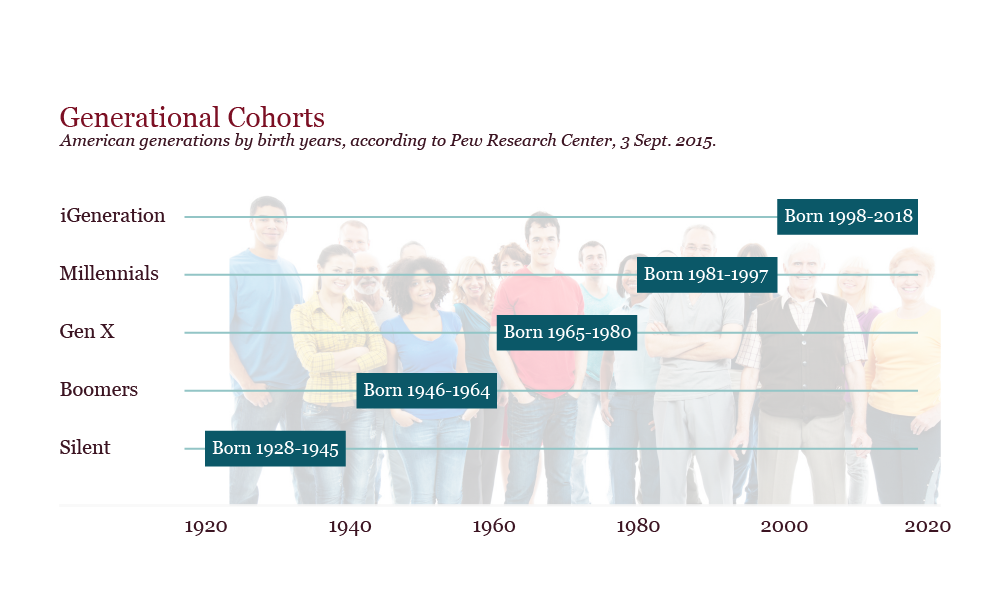 Generational Cohorts
American generations by birth years, according to Pew Research Center, 3 Sept. 2015.
iGeneration
Born 1998-2018
Millennials
Born 1981-1997
Gen X
Born 1965-1980
Boomers
Born 1946-1964
Silent
Born 1928-1945
1920 1940 1960 1980 2000 2020